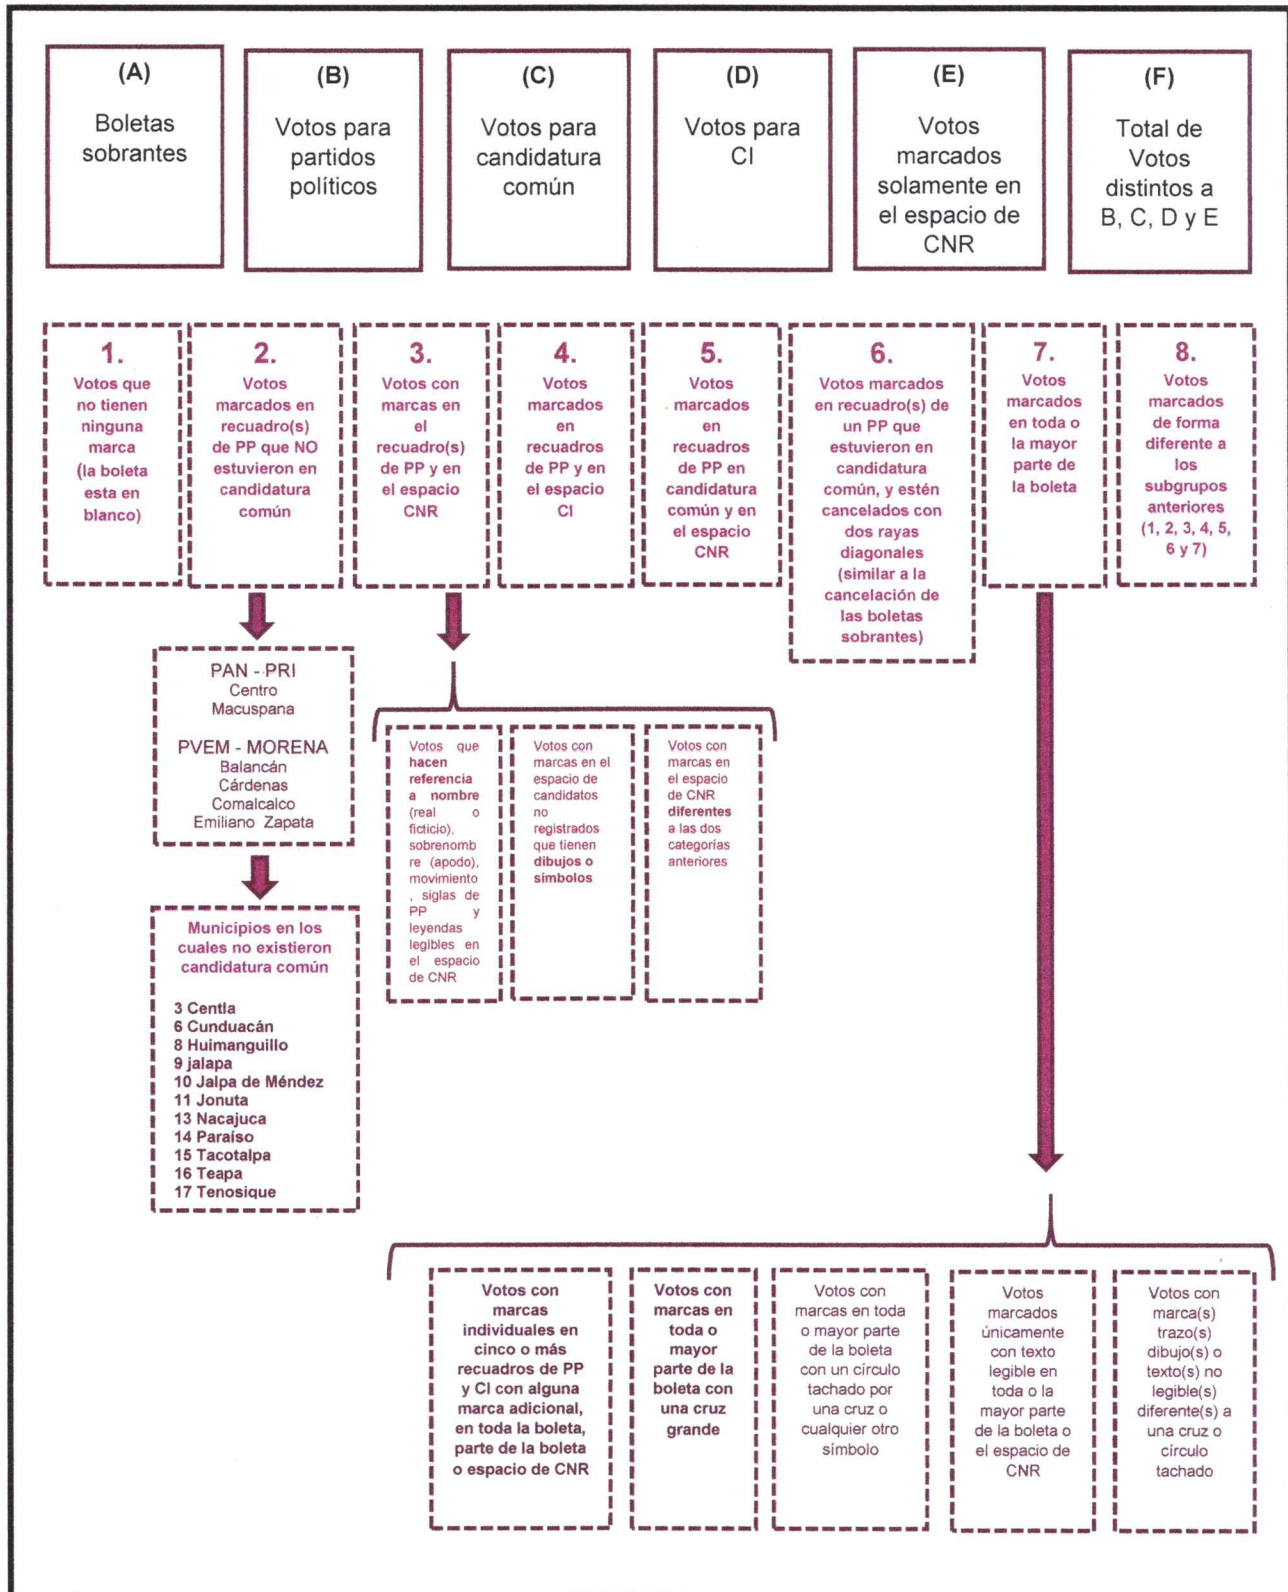 (A)
Boletas
sobrantes
(B)
Votos para
partidos
políticos
(C)
Votos para
candidatura
común
(D)
Votos para
CI
(E)
Votos
marcados
solamente en
el espacio de
CNR
(F)
Total de
Votos
distintos a
B, C, D y E
1.
Votos que
no tienen
ninguna
marca
(la boleta
esta en
blanco)
2.
Votos
marcados en
recuadro(s)
de PP que NO
estuvieron en
candidatura
común
3.
Votos con
marcas en
el
recuadro(s)
de PP y en
el espacio
CNR
4.
Votos
marcados
en
recuadros
de PP y en
el espacio
CI
5.
Votos
marcados
en
recuadros
de PP en
candidatura
común y en
el espacio
CNR
6.
Votos marcados
en recuadro(s) de
un PP que
estuvieron en
candidatura
común, y estén
cancelados con
dos rayas
diagonales
(similar a la
cancelación de
las boletas
sobrantes)
7.
Votos
marcados
en toda o
la mayor
parte de
la boleta
8.
Votos
marcados
de forma
diferente a
los
subgrupos
anteriores
(1, 2, 3, 4, 5,
6 y 7)
PAN - PRI
Centro
Macuspana
PVEM - MORENA
Balancán
Cárdenas
Comalcalco
Emiliano Zapata
Municipios en los
cuales no existieron
candidatura común
3 Centla
6 Cunduacán
8 Huimanguillo
9 jalapa
10 Jalpa de Méndez
11 Jonuta
13 Nacajuca
14 Paraíso
15 Tacotalpa
16 Teapa
17 Tenosique
Votos que
hacen
referencia
a nombre
(real o
ficticio),
sobrenomb
re (apodo),
movimiento
, siglas de
PP y
leyendas
legibles en
el espacio
de CNR
Votos con
marcas en el
espacio de
candidatos
no
registrados
que tienen
dibujos o
símbolos
Votos con
marcas en
el espacio
de CNR
diferentes
a las dos
categorías
anteriores
Votos con
marcas
individuales en
cinco o más
recuadros de PP
y CI con alguna
marca adicional,
en toda la boleta,
parte de la boleta
o espacio de CNR
Votos con
marcas en
toda o
mayor
parte de la
boleta con
una cruz
grande
Votos con
marcas en toda
o mayor parte
de la boleta
con un círculo
tachado por
una cruz o
cualquier otro
símbolo
Votos
marcados
únicamente
con texto
legible en
toda o la
mayor parte
de la boleta o
el espacio de
CNR
Votos con
marca(s)
trazo(s)
dibujo(s) o
texto(s) no
legible(s)
diferente(s) a
una cruz o
círculo
tachado